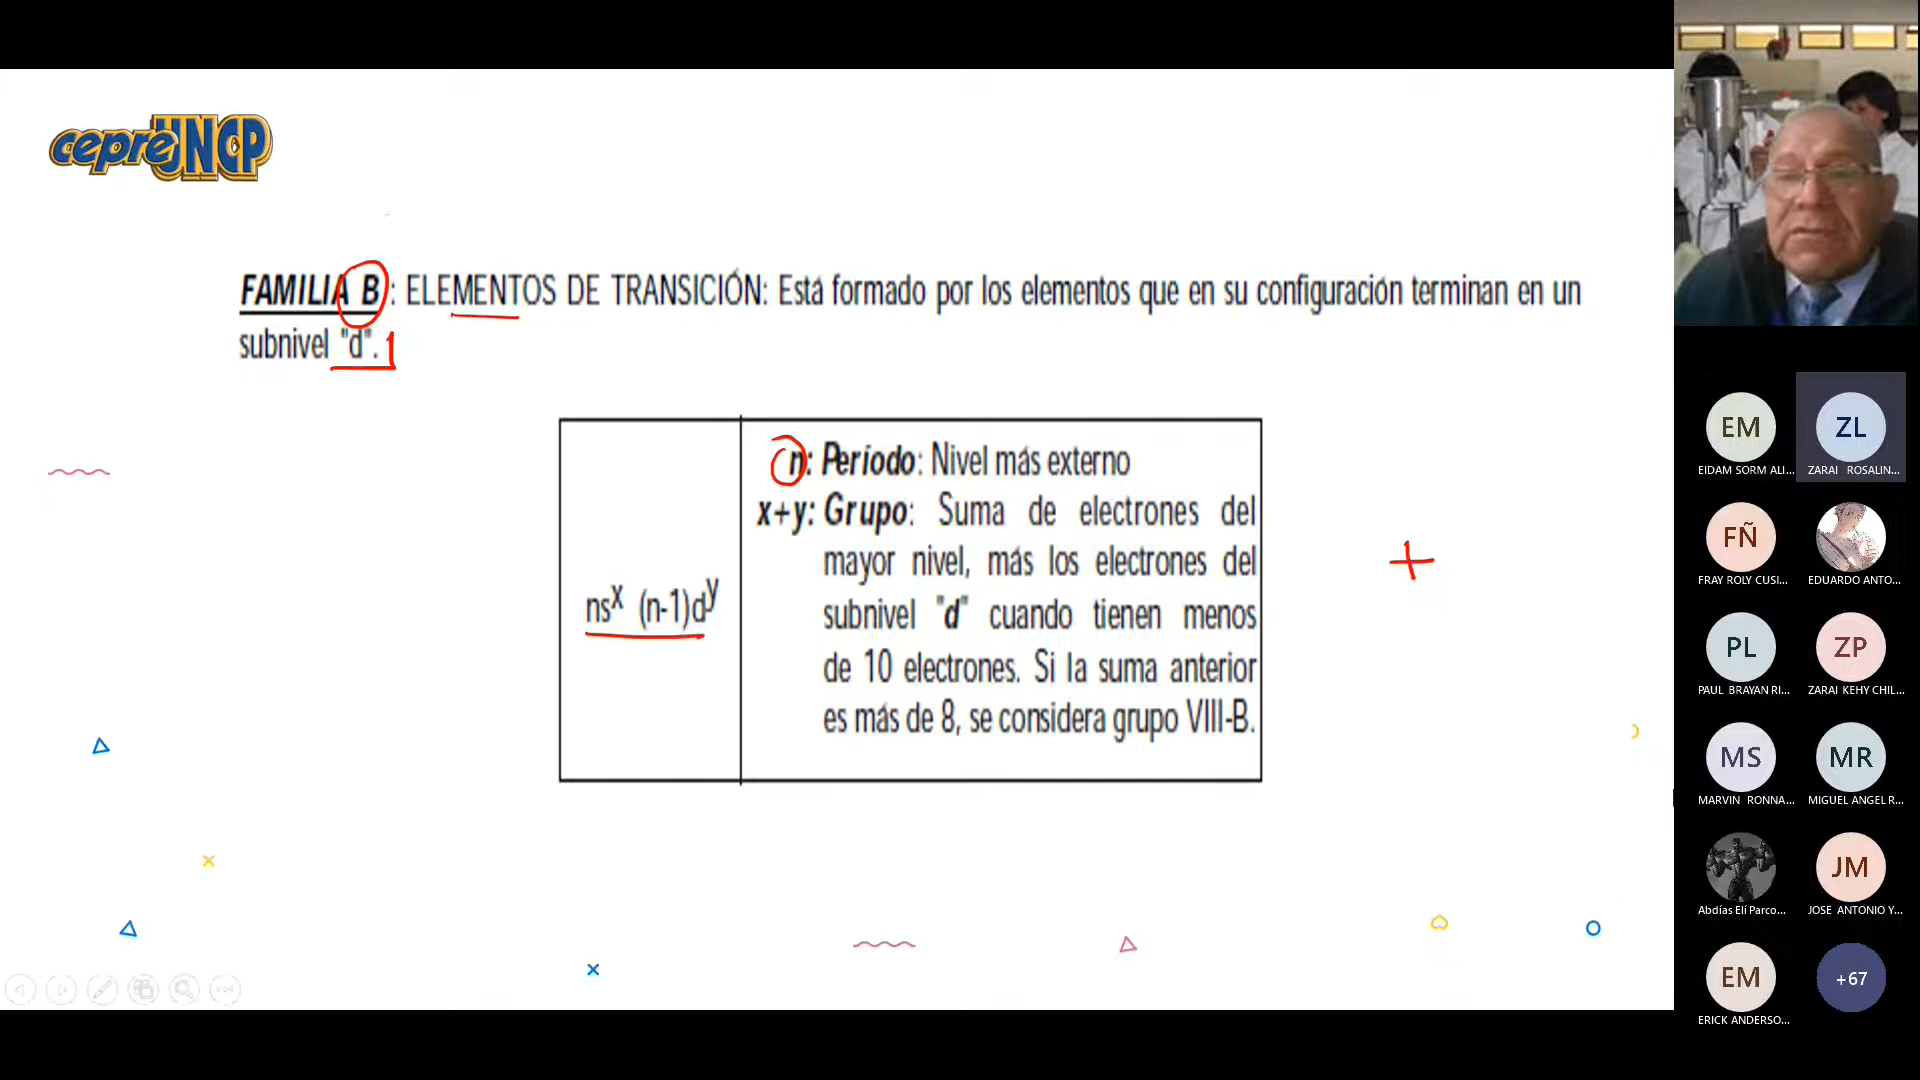 cepreUNCP
FAMILIA B: ELEMENTOS DE TRANSICIÓN: Está formado por los elementos que en su configuración terminan en un
subnivel "d". 1
nsˣ (n-1)dʸ
n: Período: Nivel más externo
x+y: Grupo: Suma de electrones del
mayor nivel, más los electrones del
subnivel "d" cuando tienen menos
de 10 electrones. Si la suma anterior
es más de 8, se considera grupo VIII-B.
+
EM
EIDAM SORM ALI...
ZL
ZARAI ROSALIN...
FÑ
FRAY ROLY CUSI...
EDUARDO ANTO...
PL
PAUL BRAYAN RI...
ZP
ZARAI KEHY CHIL...
MS
MARVIN RONNA...
MR
MIGUEL ANGEL R...
Abdías Elí Parco...
JM
JOSE ANTONIO Y...
EM
ERICK ANDERSO...
+67